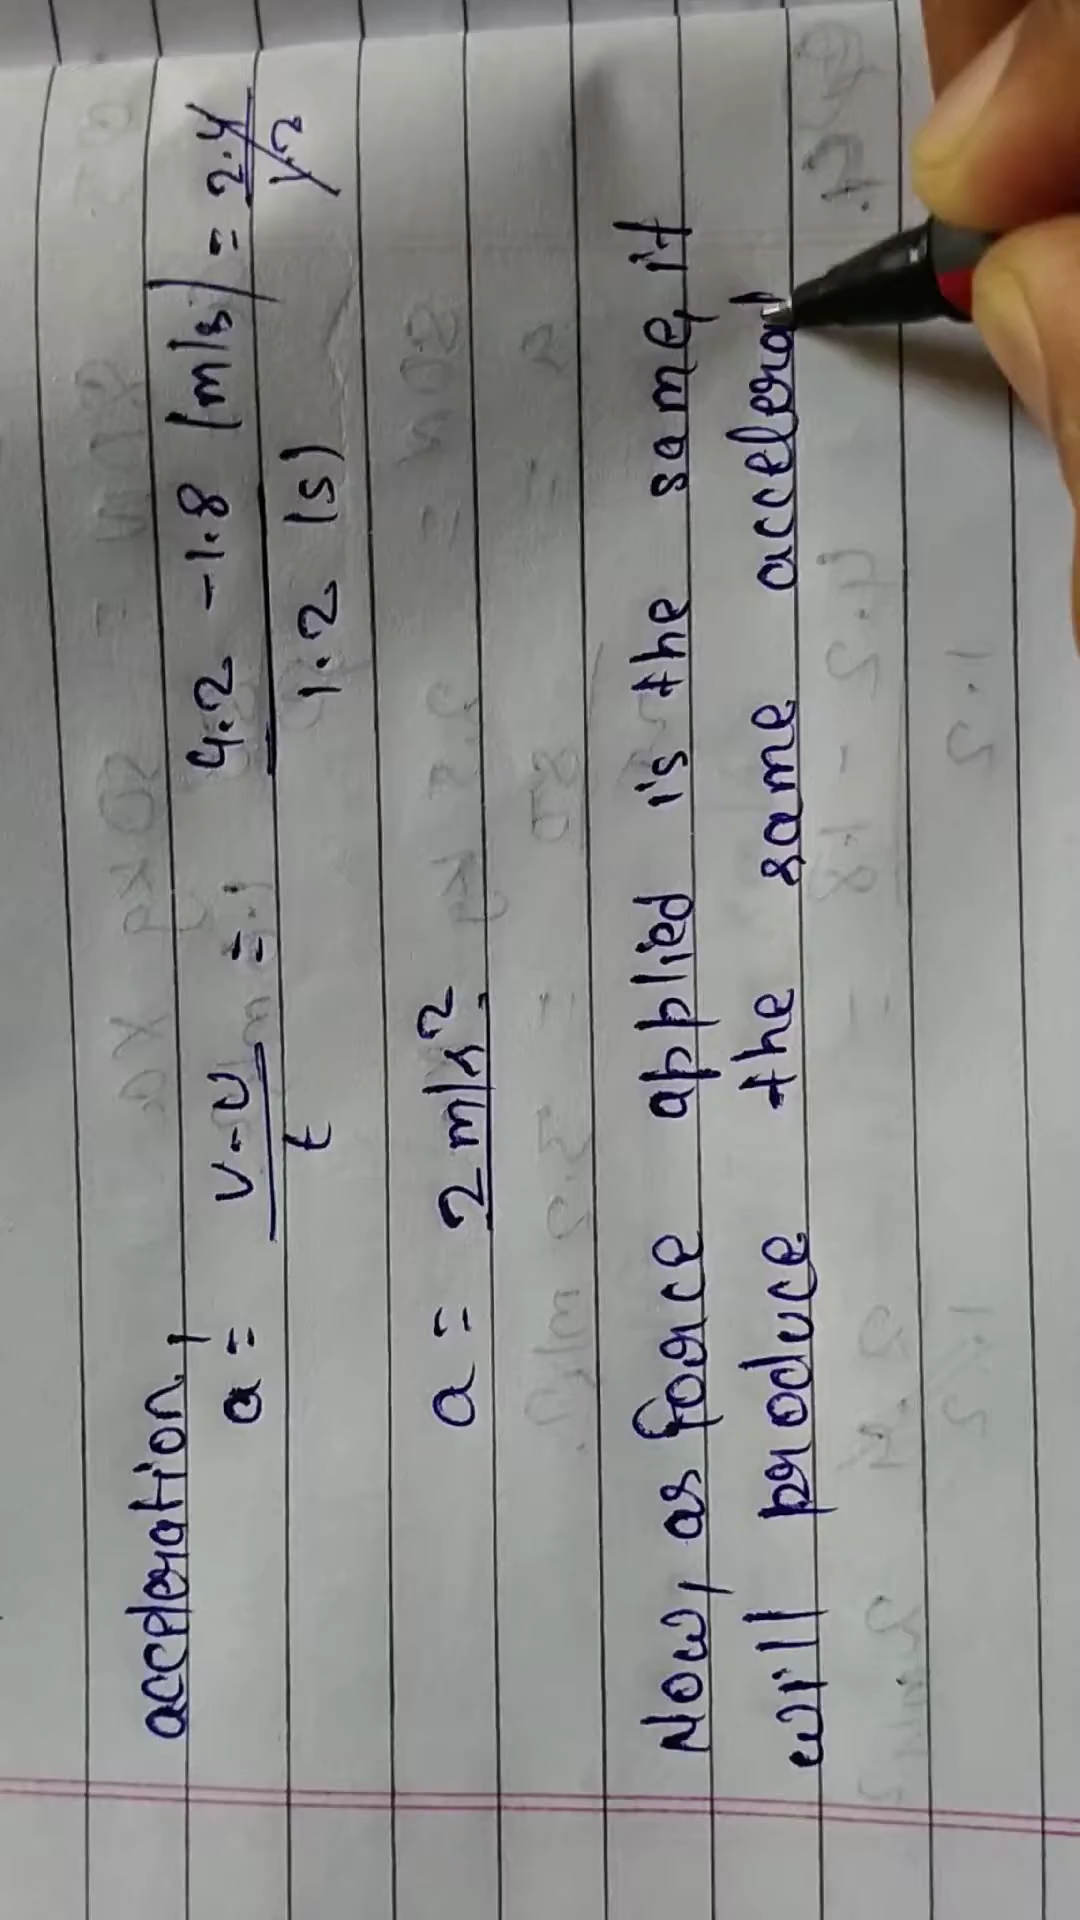 acceleration,
a = v-u/t = 4.2 - 1.8 (m/s) / 1.2 (s) = 2.4/1.2
a = 2 m/s²
Now, as force applied is the same, it
will produce the same accelerat